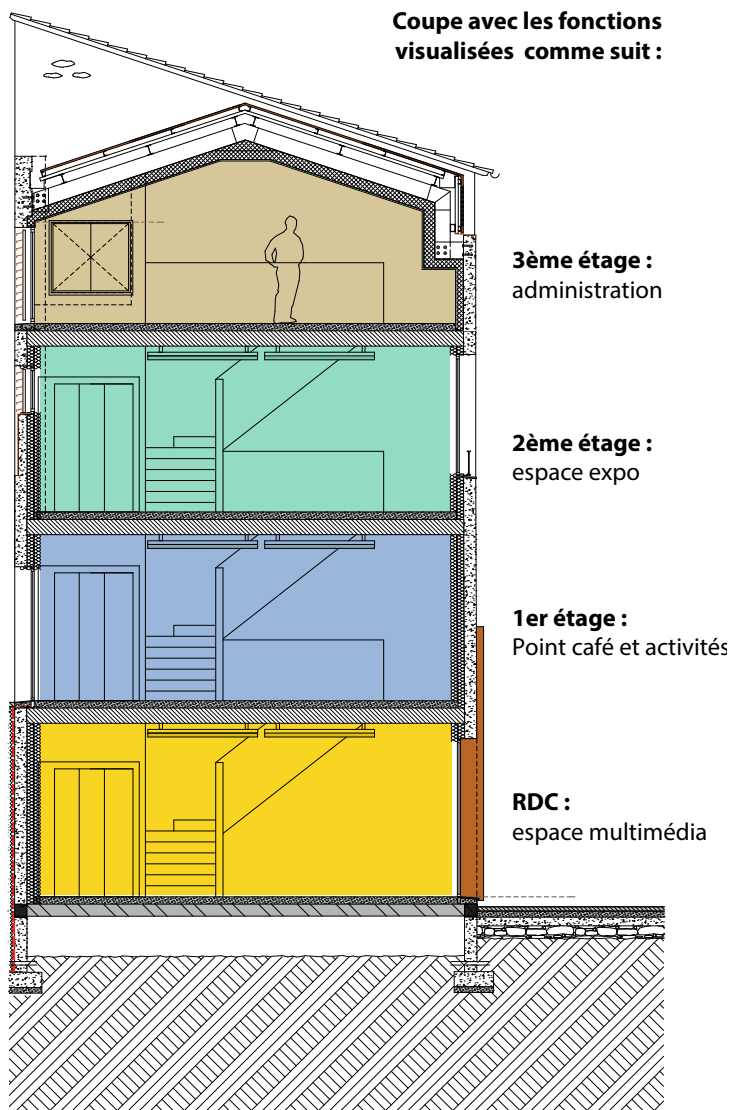 Coupe avec les fonctions
visualisées comme suit :
3ème étage :
administration
2ème étage :
espace expo
1er étage :
Point café et activités
RDC :
espace multimédia